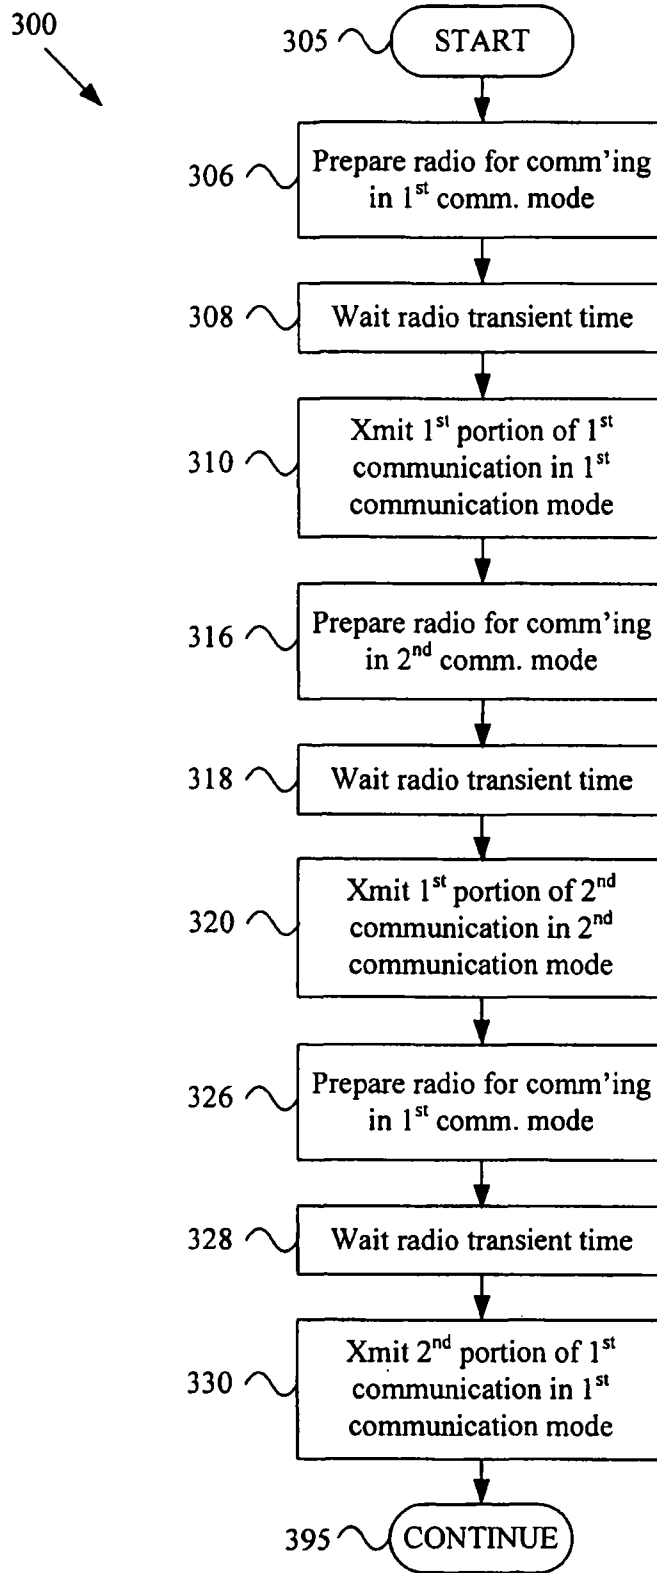 300
305
START
306
Prepare radio for comm'ing
in 1st comm. mode
308
Wait radio transient time
310
Xmit 1st portion of 1st
communication in 1st
communication mode
316
Prepare radio for comm'ing
in 2nd comm. mode
318
Wait radio transient time
320
Xmit 1st portion of 2nd
communication in 2nd
communication mode
326
Prepare radio for comm'ing
in 1st comm. mode
328
Wait radio transient time
330
Xmit 2nd portion of 1st
communication in 1st
communication mode
395
CONTINUE